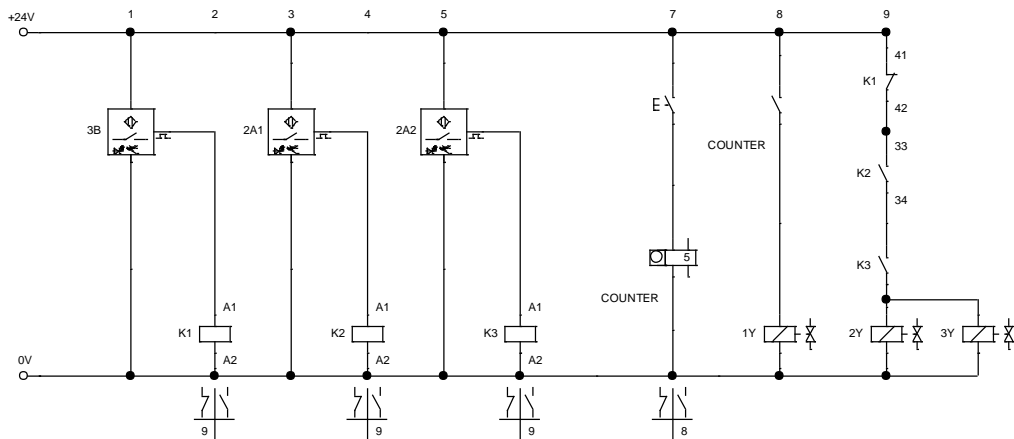 1 2 3 4 5 7 8 9
+24V
41
K1
42
3B 2A1 2A2
COUNTER
33
K2
34
5
K3
COUNTER
A1 A1 A1
K1 K2 K3 1Y 2Y 3Y
0V
A2 A2 A2
9 9 9 8